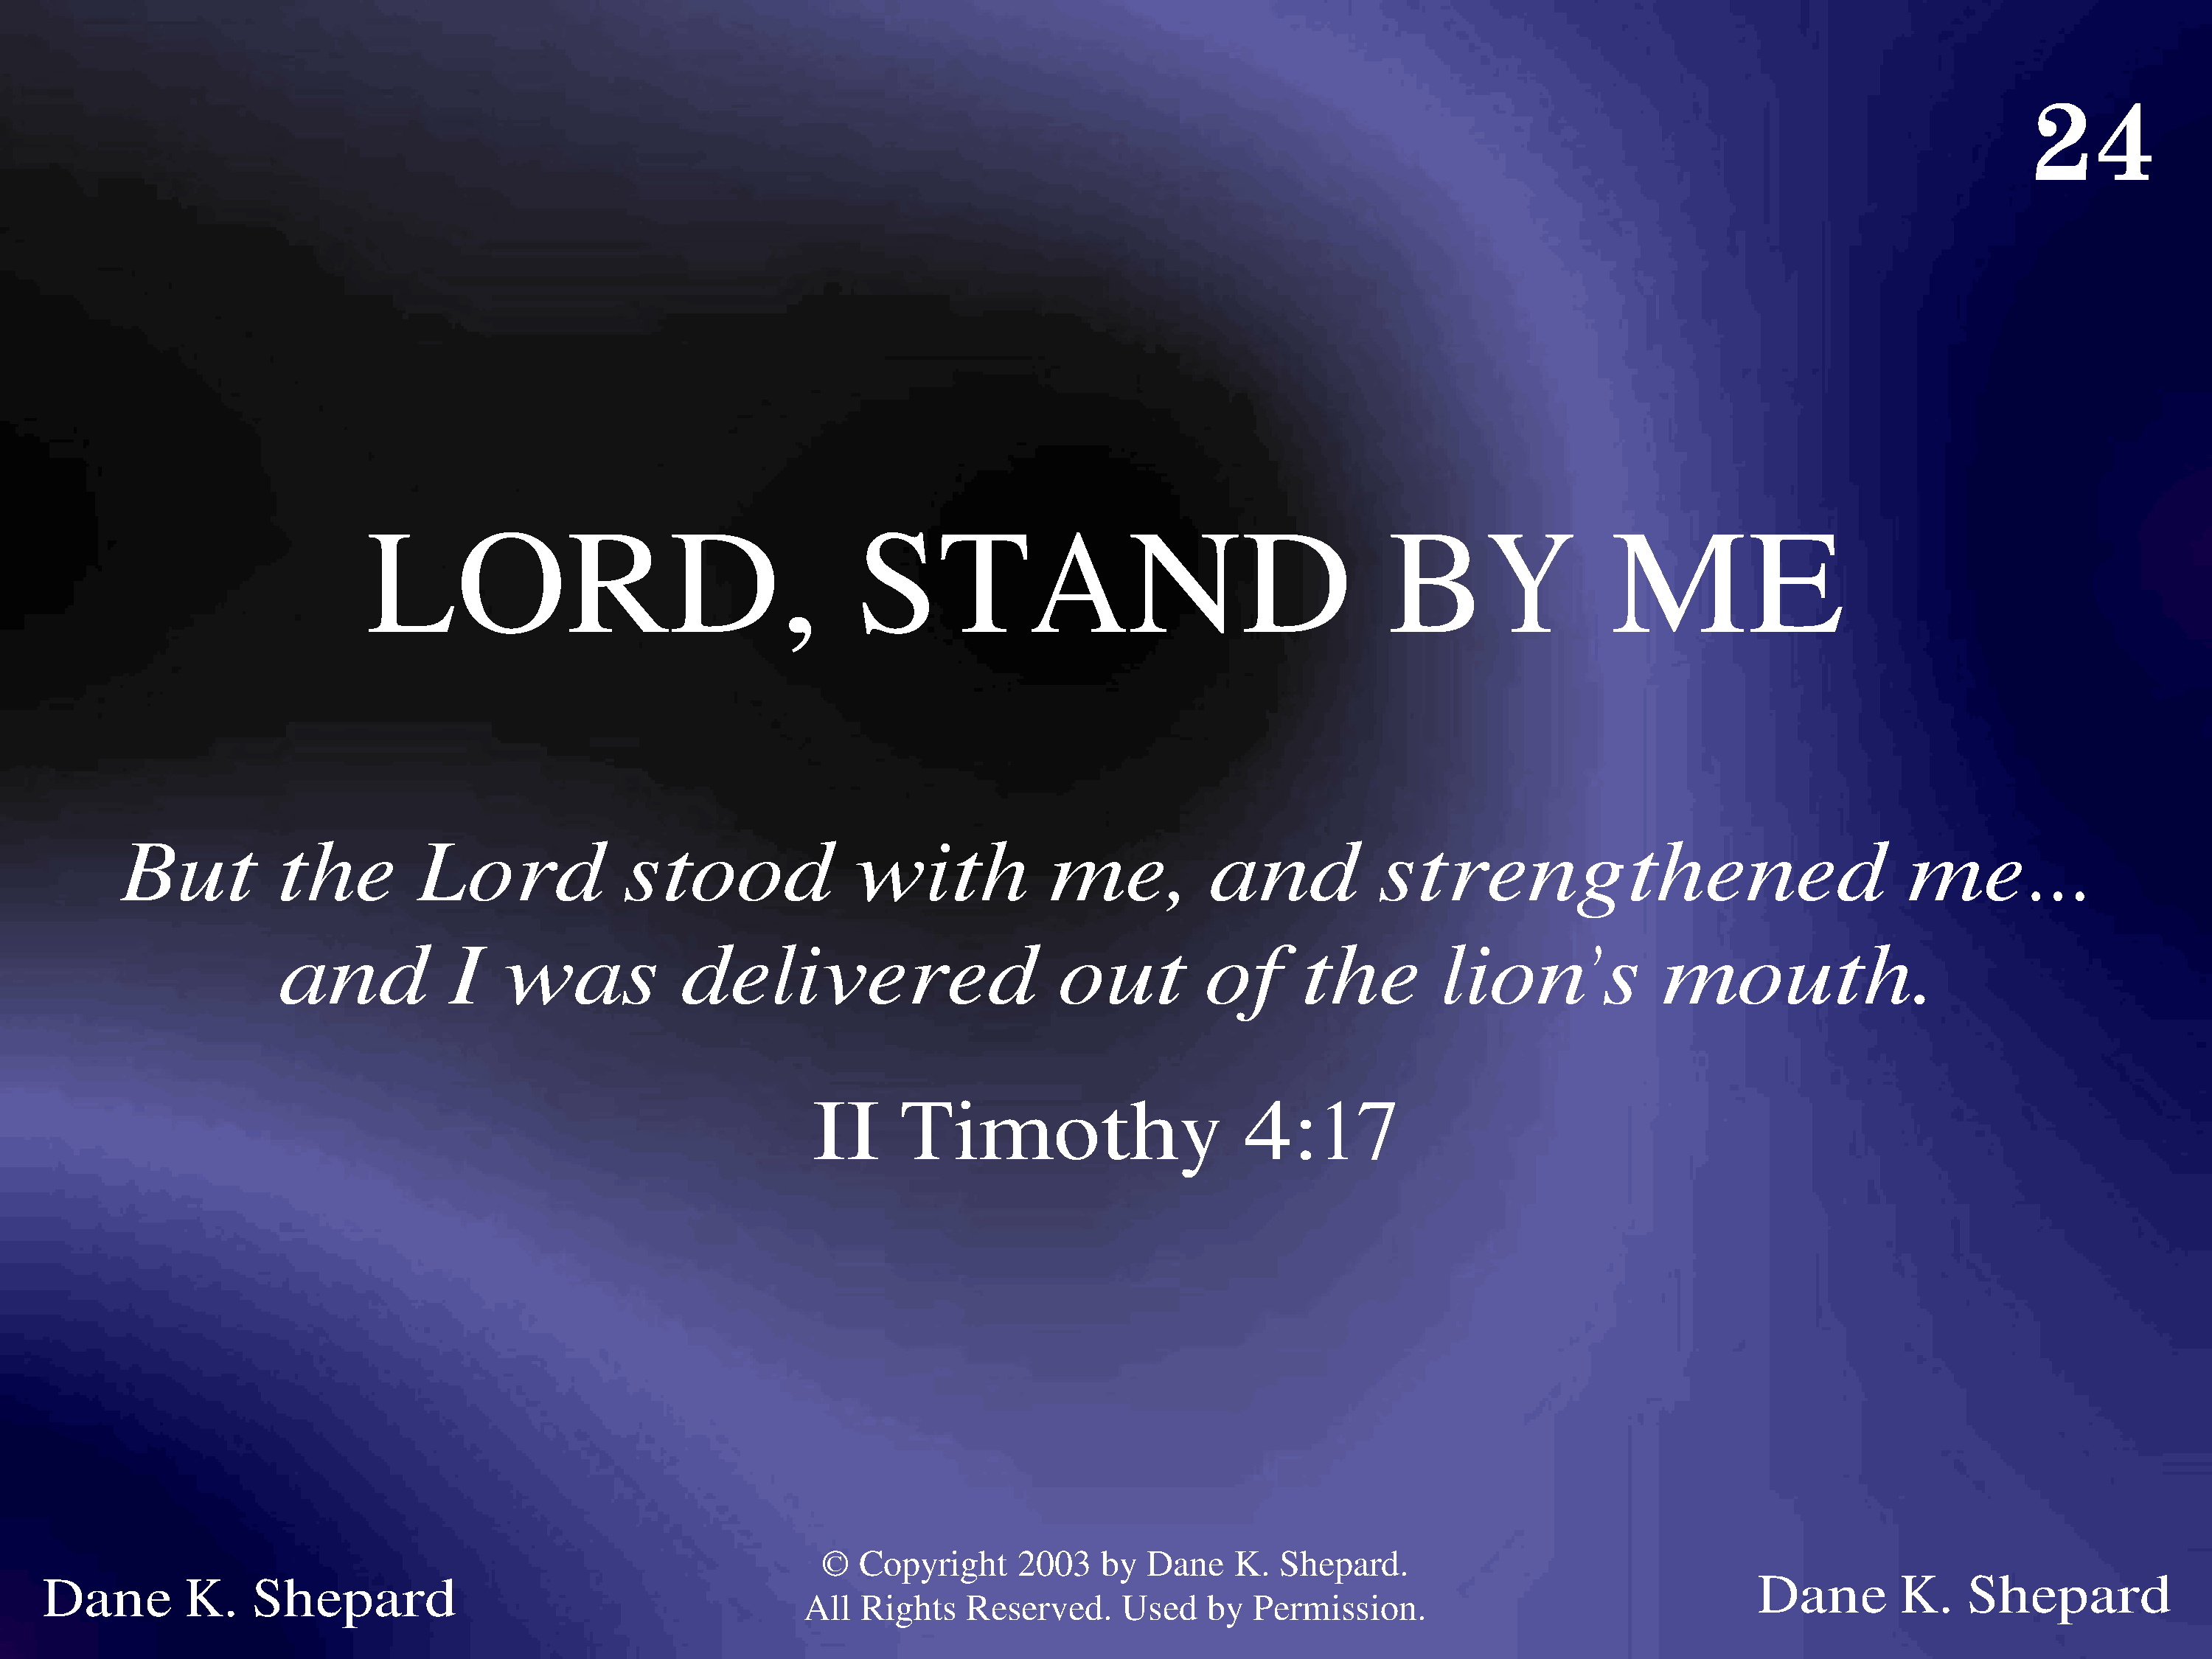 24
LORD, STAND BY ME
But the Lord stood with me, and strengthened me...
and I was delivered out of the lion's mouth.
II Timothy 4:17
© Copyright 2003 by Dane K. Shepard.
All Rights Reserved. Used by Permission.
Dane K. Shepard
Dane K. Shepard